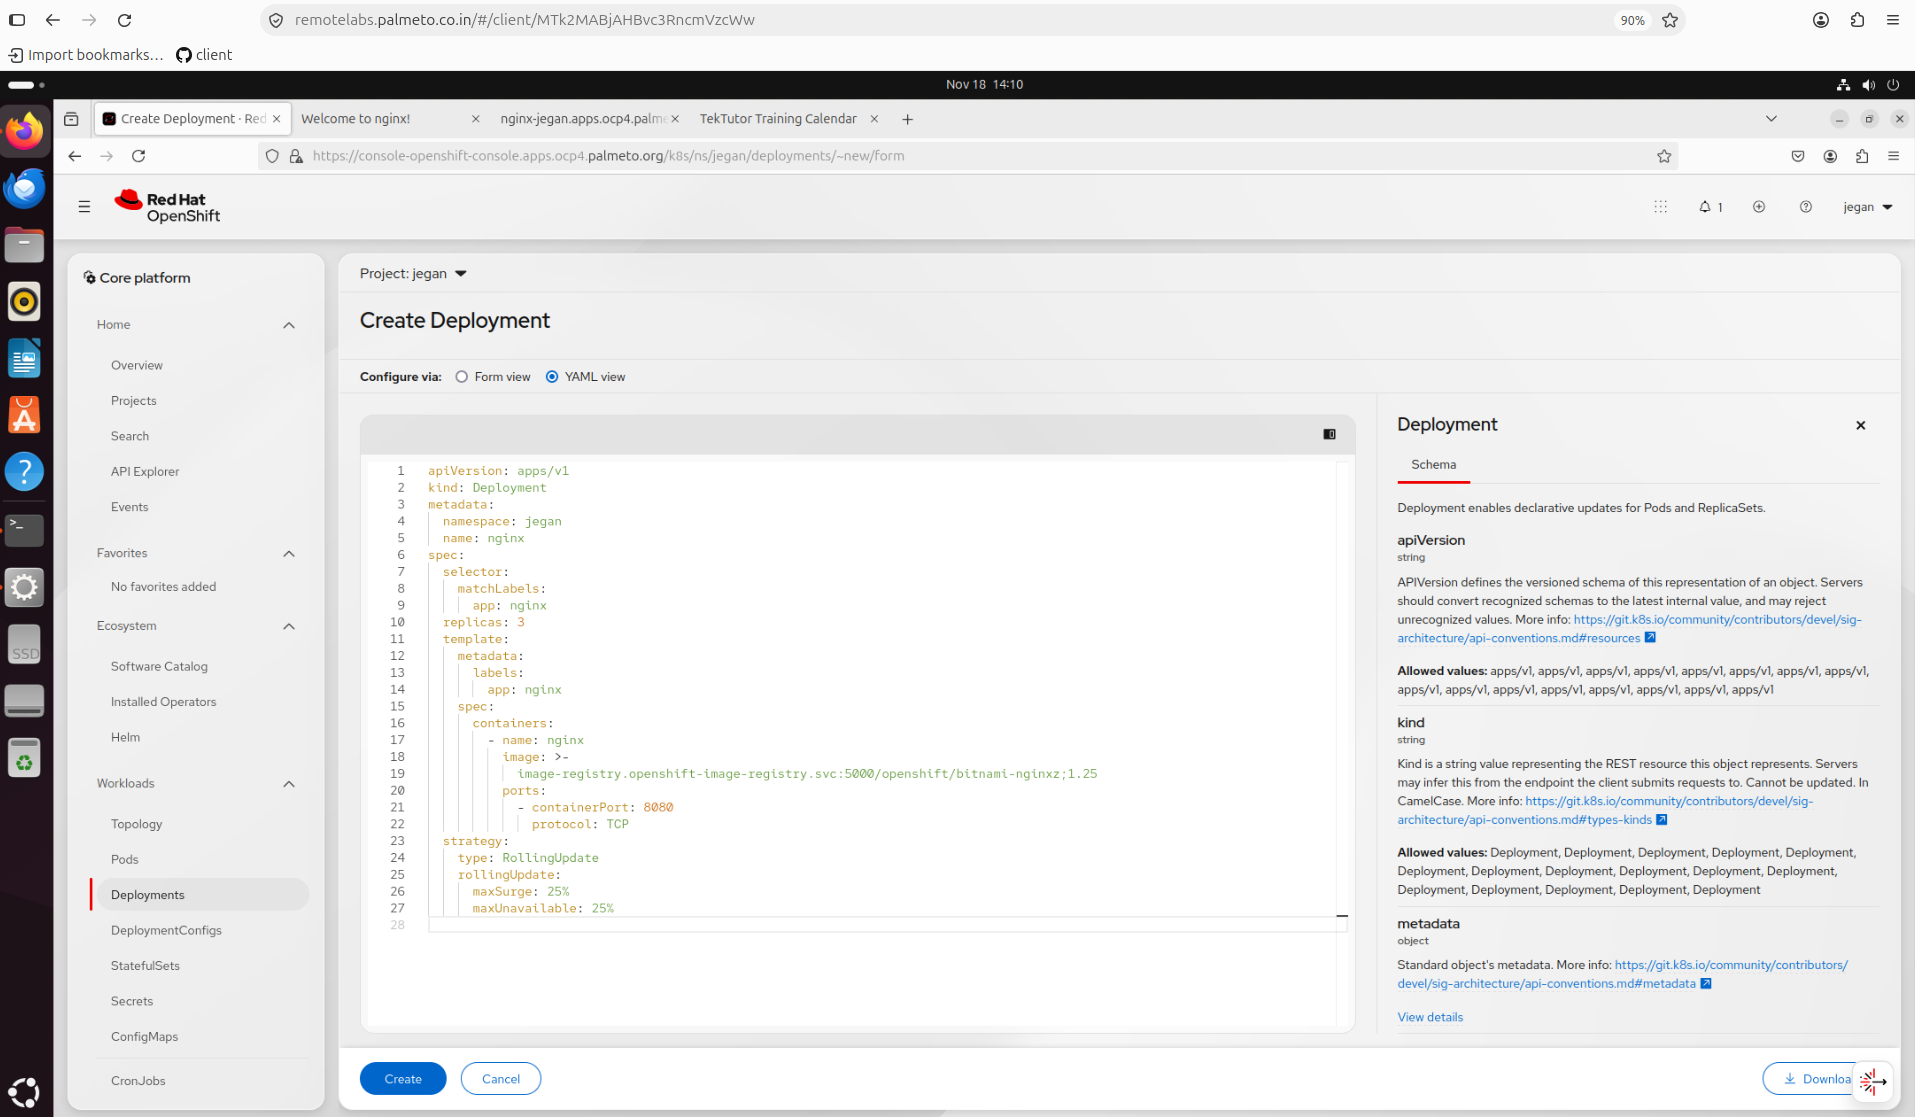 remotelabs.palmeto.co.in/#/client/MTk2MABjAHBvc3RncmVzcWw
90%
Import bookmarks...
client
Nov 18 14:10
Create Deployment · Red
Welcome to nginx!
nginx-jegan.apps.ocp4.palme
TekTutor Training Calendar
https://console-openshift-console.apps.ocp4.palmeto.org/k8s/ns/jegan/deployments/~new/form
Red Hat
OpenShift
1
jegan
Core platform
Home
Overview
Projects
Search
API Explorer
Events
Favorites
No favorites added
Ecosystem
Software Catalog
Installed Operators
Helm
Workloads
Topology
Pods
Deployments
DeploymentConfigs
StatefulSets
Secrets
ConfigMaps
CronJobs
SSD
Project: jegan
Create Deployment
Configure via: Form view YAML view
1 apiVersion: apps/v1
2 kind: Deployment
3 metadata:
4 namespace: jegan
5 name: nginx
6 spec:
7 selector:
8 matchLabels:
9 app: nginx
10 replicas: 3
11 template:
12 metadata:
13 labels:
14 app: nginx
15 spec:
16 containers:
17 - name: nginx
18 image: >-
19 image-registry.openshift-image-registry.svc:5000/openshift/bitnami-nginxz;1.25
20 ports:
21 - containerPort: 8080
22 protocol: TCP
23 strategy:
24 type: RollingUpdate
25 rollingUpdate:
26 maxSurge: 25%
27 maxUnavailable: 25%
28
Create
Cancel
Deployment
Schema
Deployment enables declarative updates for Pods and ReplicaSets.
apiVersion
string
APIVersion defines the versioned schema of this representation of an object. Servers
should convert recognized schemas to the latest internal value, and may reject
unrecognized values. More info: https://git.k8s.io/community/contributors/devel/sig-
architecture/api-conventions.md#resources
Allowed values: apps/v1, apps/v1, apps/v1, apps/v1, apps/v1, apps/v1, apps/v1, apps/v1,
apps/v1, apps/v1, apps/v1, apps/v1, apps/v1, apps/v1, apps/v1, apps/v1
kind
string
Kind is a string value representing the REST resource this object represents. Servers
may infer this from the endpoint the client submits requests to. Cannot be updated. In
CamelCase. More info: https://git.k8s.io/community/contributors/devel/sig-
architecture/api-conventions.md#types-kinds
Allowed values: Deployment, Deployment, Deployment, Deployment, Deployment,
Deployment, Deployment, Deployment, Deployment, Deployment, Deployment,
Deployment, Deployment, Deployment, Deployment, Deployment
metadata
object
Standard object's metadata. More info: https://git.k8s.io/community/contributors/
devel/sig-architecture/api-conventions.md#metadata
View details
Downloa